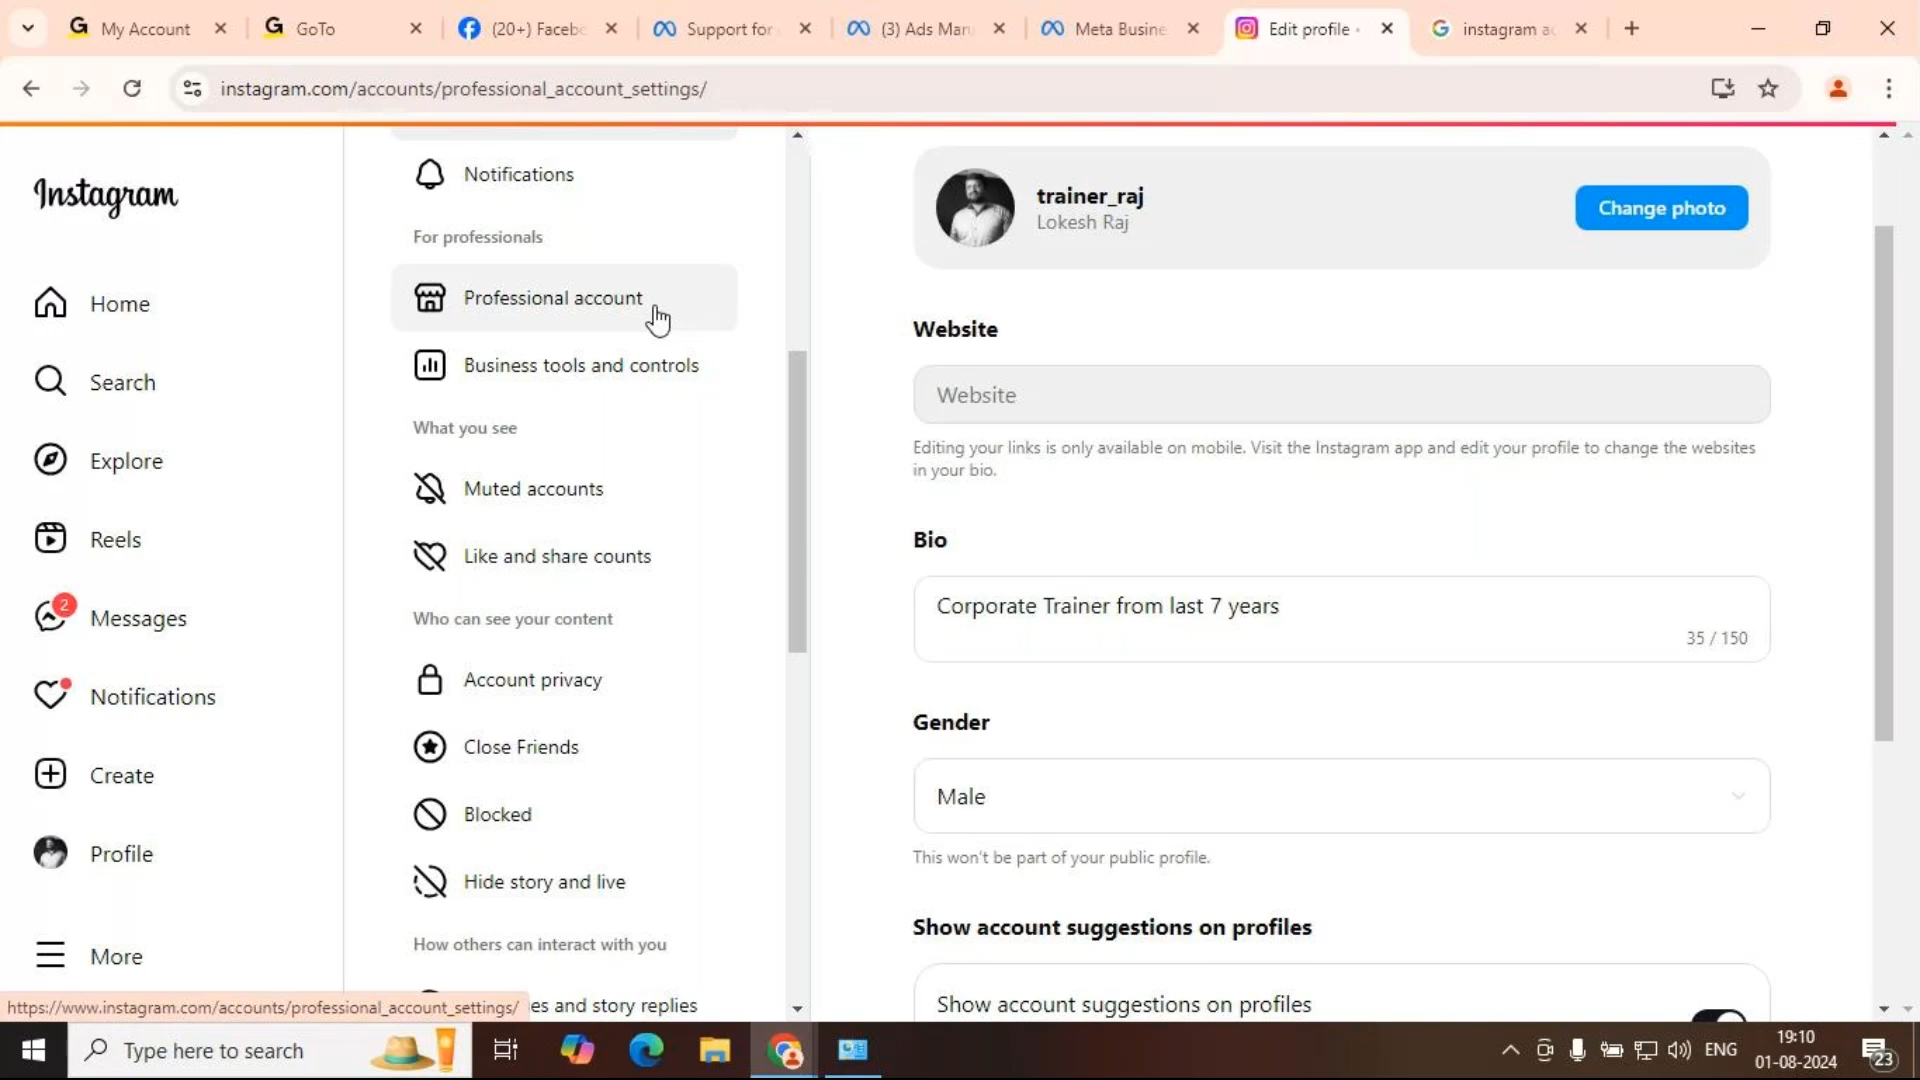 My Account
GoTo
(20+) Facebo
Support for
(3) Ads Man
Meta Busine
Edit profile •
instagram ac
instagram.com/accounts/professional_account_settings/
Instagram
Home
Search
Explore
Reels
2
Messages
Notifications
Create
Profile
More
Notifications
For professionals
Professional account
Business tools and controls
What you see
Muted accounts
Like and share counts
Who can see your content
Account privacy
Close Friends
Blocked
Hide story and live
How others can interact with you
es and story replies
https://www.instagram.com/accounts/professional_account_settings/
trainer_raj
Lokesh Raj
Change photo
Website
Website
Editing your links is only available on mobile. Visit the Instagram app and edit your profile to change the websites
in your bio.
Bio
Corporate Trainer from last 7 years
35 / 150
Gender
Male
This won't be part of your public profile.
Show account suggestions on profiles
Show account suggestions on profiles
Type here to search
ENG
19:10
01-08-2024
23